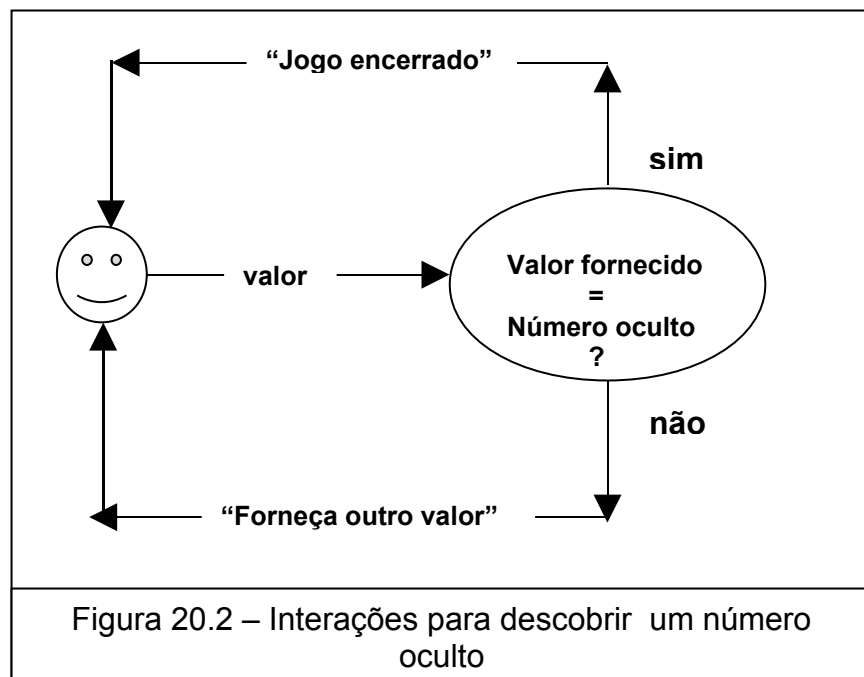 “Jogo encerrado”
sim
valor
Valor fornecido
=
Número oculto
?
não
“Forneça outro valor”
Figura 20.2 – Interações para descobrir um número
oculto